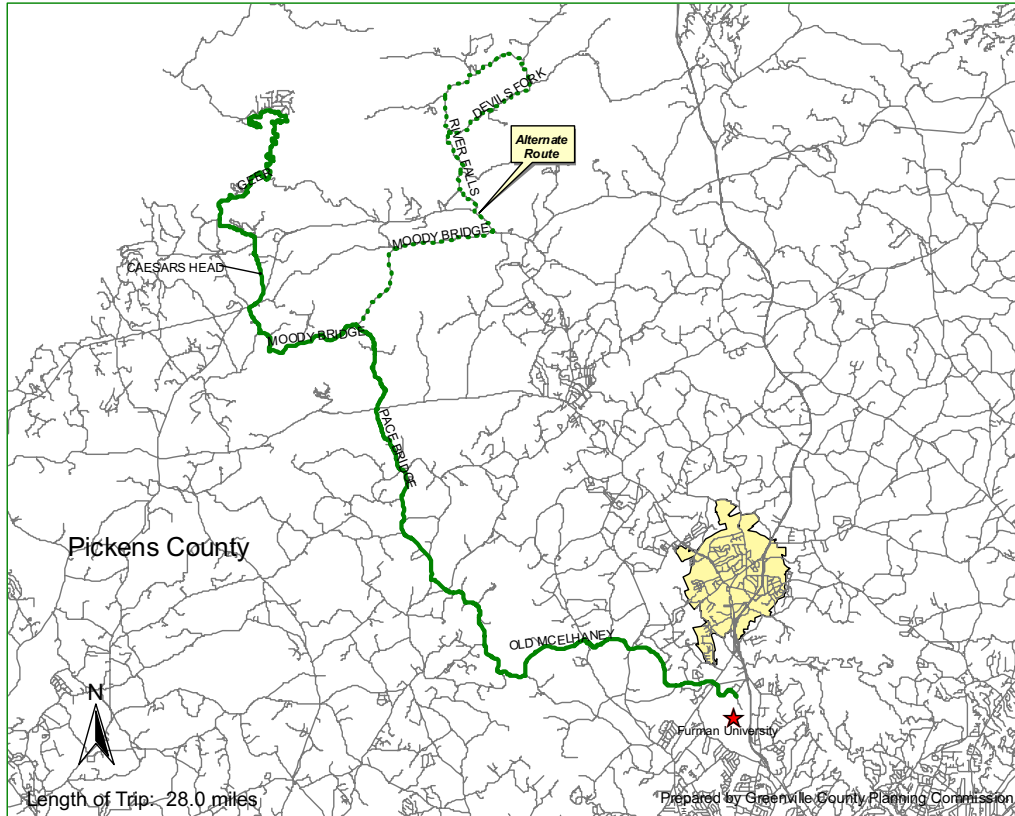 DEVILS FORK
RIVER FALLS
Alternate
Route
GEER
MOODY BRIDGE
CAESARS HEAD
MOODY BRIDGE
PACE BRIDGE
Pickens County
OLD MCELHANEY
N
Furman University
Length of Trip: 28.0 miles
Prepared by Greenville County Planning Commission